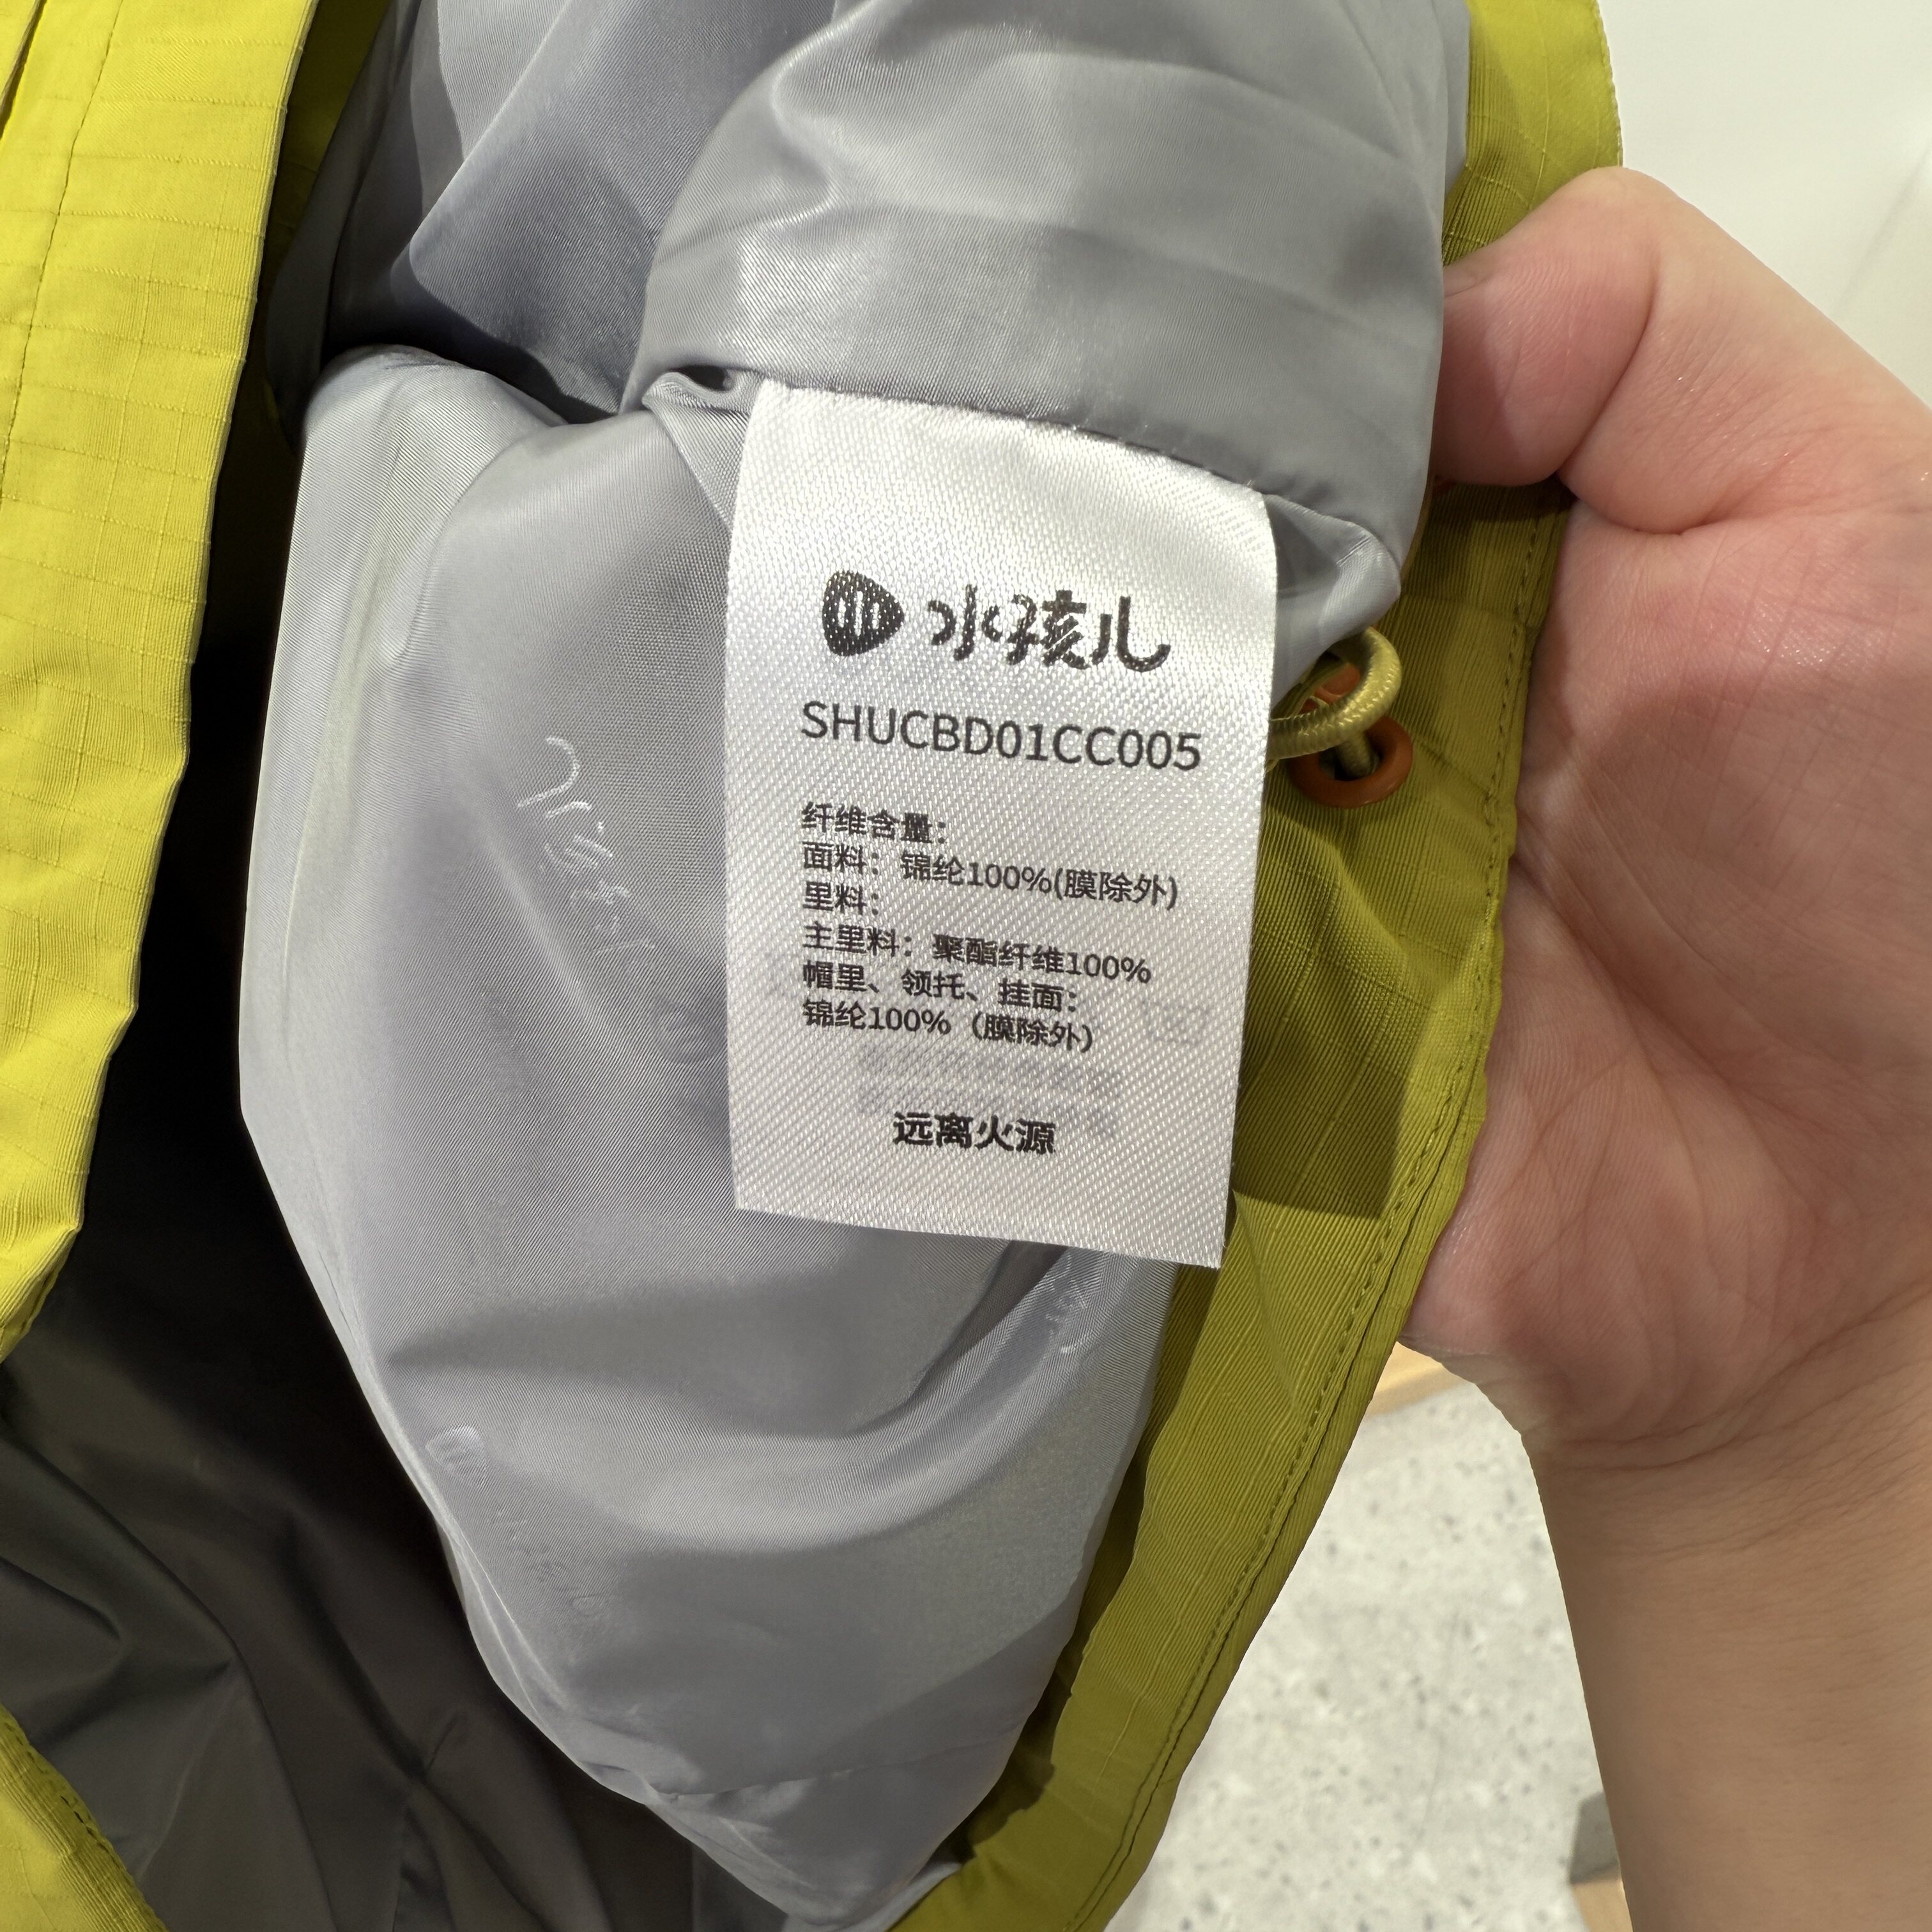 水孩儿
SHUCBD01CC005
纤维含量:
面料: 锦纶100%(膜除外)
里料:
主里料: 聚酯纤维100%
帽里、领托、挂面:
锦纶100% (膜除外)
远离火源